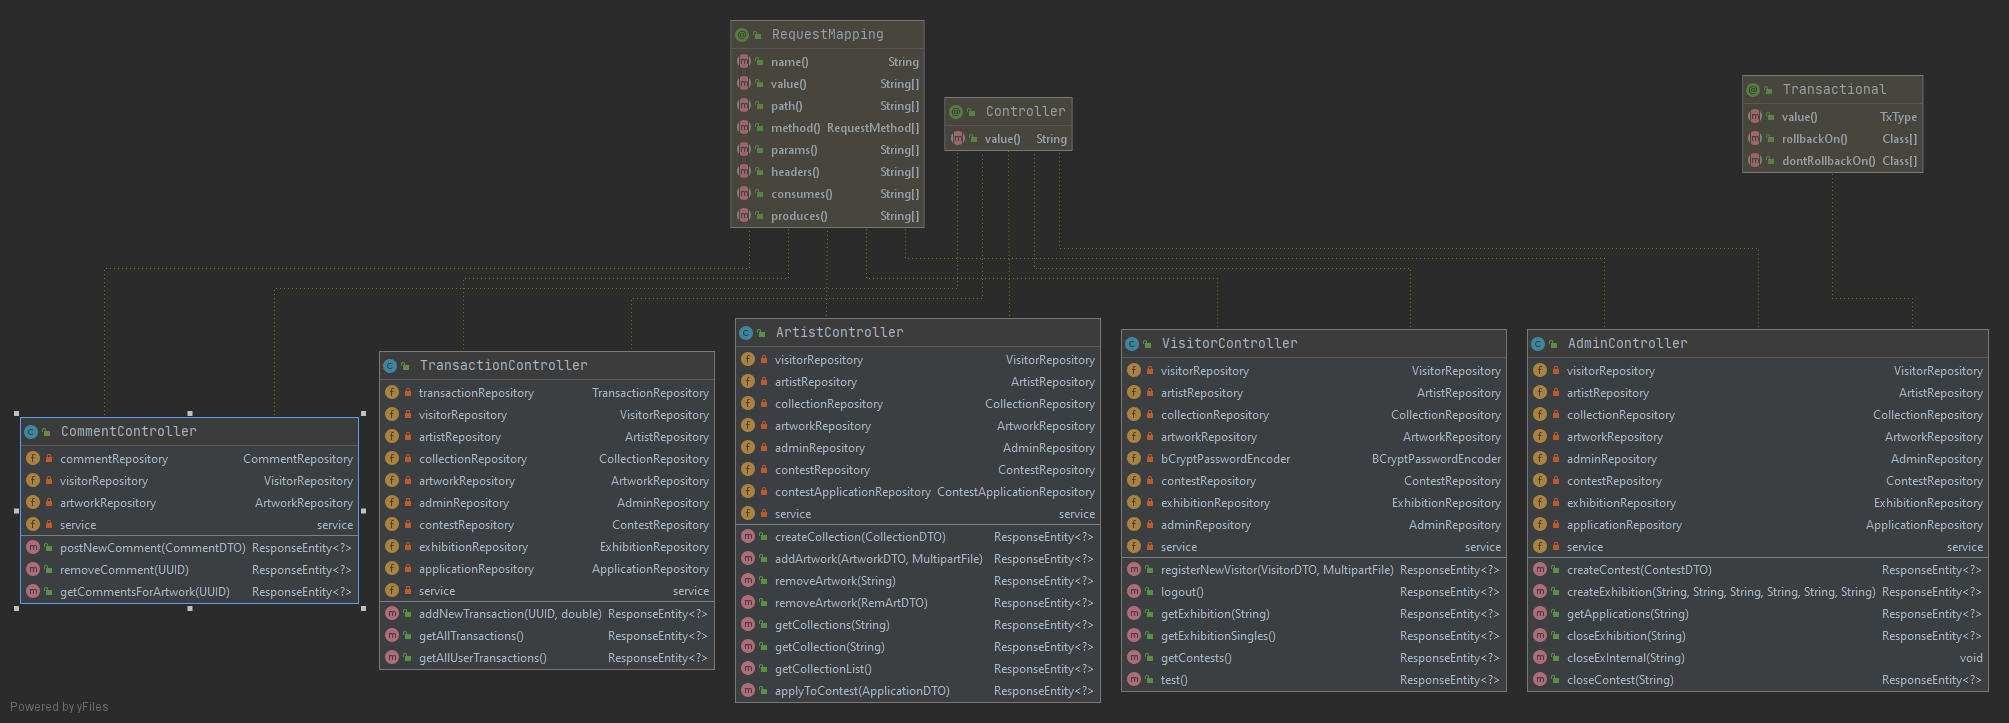 RequestMapping
name() String
value() String[]
path() String[]
method() RequestMethod[]
params() String[]
headers() String[]
consumes() String[]
produces() String[]
Controller
value() String
Transactional
value() TxType
rollbackOn() Class[]
dontRollbackOn() Class[]
CommentController
commentRepository CommentRepository
visitorRepository VisitorRepository
artworkRepository ArtworkRepository
service service
postNewComment(CommentDTO) ResponseEntity<?>
removeComment(UUID) ResponseEntity<?>
getCommentsForArtwork(UUID) ResponseEntity<?>
TransactionController
transactionRepository TransactionRepository
visitorRepository VisitorRepository
artistRepository ArtistRepository
collectionRepository CollectionRepository
artworkRepository ArtworkRepository
adminRepository AdminRepository
contestRepository ContestRepository
exhibitionRepository ExhibitionRepository
applicationRepository ApplicationRepository
service service
addNewTransaction(UUID, double) ResponseEntity<?>
getAllTransactions() ResponseEntity<?>
getAllUserTransactions() ResponseEntity<?>
ArtistController
visitorRepository VisitorRepository
artistRepository ArtistRepository
collectionRepository CollectionRepository
artworkRepository ArtworkRepository
adminRepository AdminRepository
contestRepository ContestRepository
contestApplicationRepository ContestApplicationRepository
service service
createCollection(CollectionDTO) ResponseEntity<?>
addArtwork(ArtworkDTO, MultipartFile) ResponseEntity<?>
removeArtwork(String) ResponseEntity<?>
removeArtwork(RemArtDTO) ResponseEntity<?>
getCollections(String) ResponseEntity<?>
getCollection(String) ResponseEntity<?>
getCollectionList() ResponseEntity<?>
applyToContest(ApplicationDTO) ResponseEntity<?>
VisitorController
visitorRepository VisitorRepository
artistRepository ArtistRepository
collectionRepository CollectionRepository
artworkRepository ArtworkRepository
bCryptPasswordEncoder BCryptPasswordEncoder
contestRepository ContestRepository
exhibitionRepository ExhibitionRepository
adminRepository AdminRepository
service service
registerNewVisitor(VisitorDTO, MultipartFile) ResponseEntity<?>
logout() ResponseEntity<?>
getExhibition(String) ResponseEntity<?>
getExhibitionSingles() ResponseEntity<?>
getContests() ResponseEntity<?>
test() ResponseEntity<?>
AdminController
visitorRepository VisitorRepository
artistRepository ArtistRepository
collectionRepository CollectionRepository
artworkRepository ArtworkRepository
adminRepository AdminRepository
contestRepository ContestRepository
exhibitionRepository ExhibitionRepository
applicationRepository ApplicationRepository
service service
createContest(ContestDTO) ResponseEntity<?>
createExhibition(String, String, String, String, String, String) ResponseEntity<?>
getApplications(String) ResponseEntity<?>
closeExhibition(String) ResponseEntity<?>
closeExInternal(String) void
closeContest(String) ResponseEntity<?>
Powered by yFiles